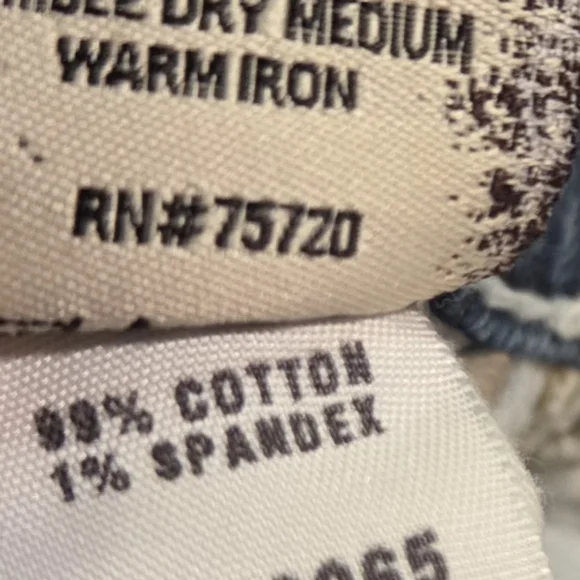 DRY MEDIUM
WARM IRON
RN#75720
99% COTTON
1% SPANDEX